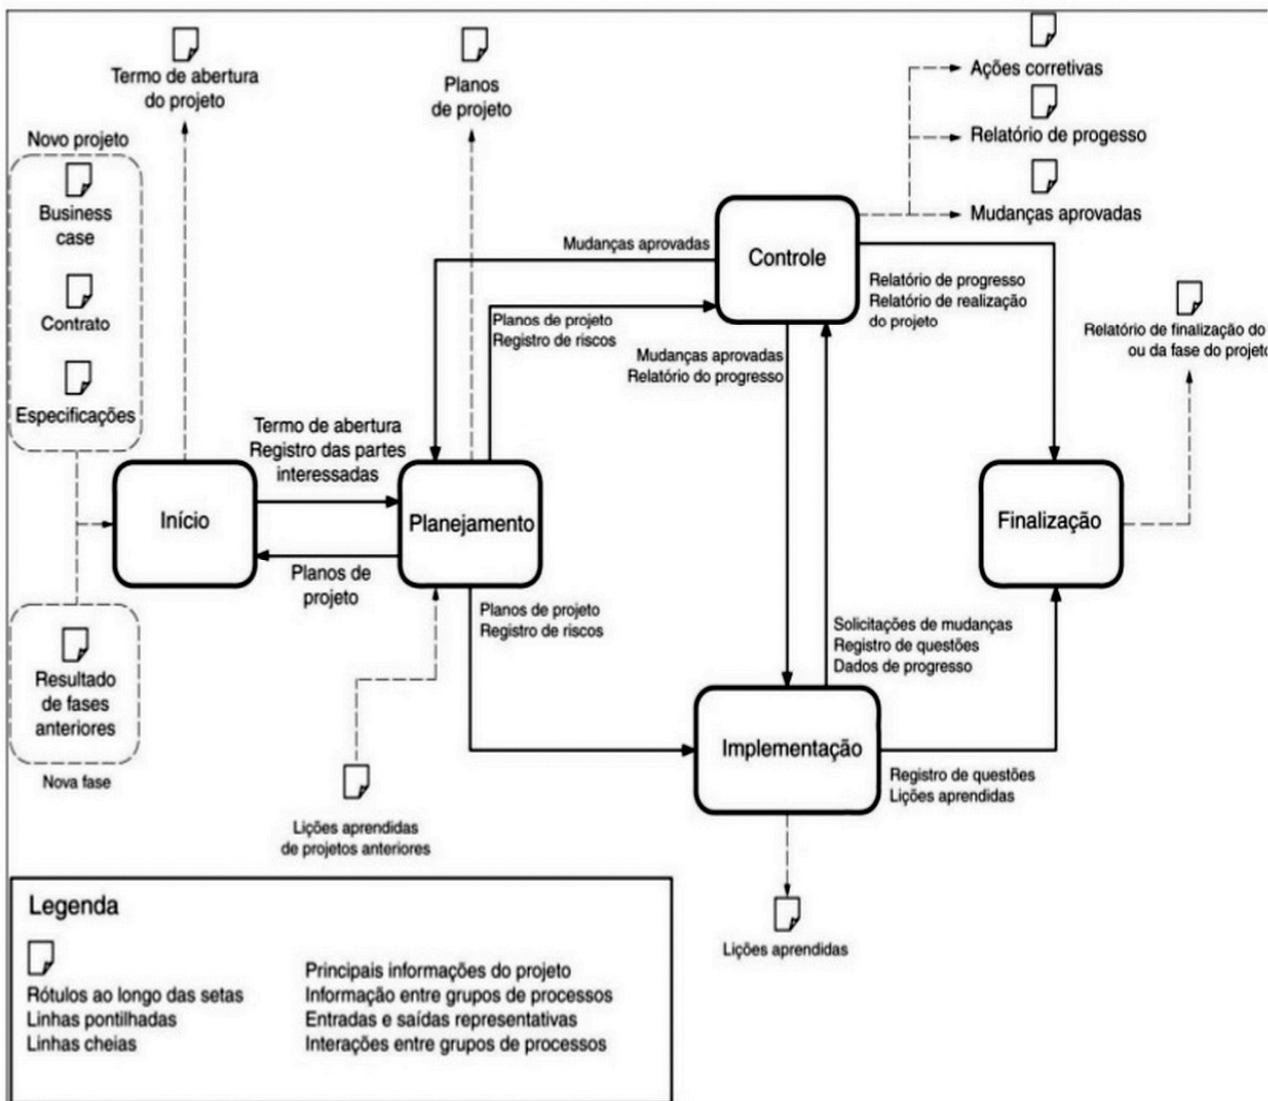 Termo de abertura
do projeto
Planos
de projeto
Ações corretivas
Relatório de progesso
Mudanças aprovadas
Novo projeto
Business
case
Contrato
Especificações
Mudanças aprovadas
Controle
Planos de projeto
Registro de riscos
Mudanças aprovadas
Relatório do progresso
Relatório de progresso
Relatório de realização
do projeto
Relatório de finalização do
ou da fase do projeto
Termo de abertura
Registro das partes
interessadas
Início
Planejamento
Finalização
Planos de
projeto
Planos de projeto
Registro de riscos
Solicitações de mudanças
Registro de questões
Dados de progresso
Resultado
de fases
anteriores
Nova fase
Implementação
Registro de questões
Lições aprendidas
Lições aprendidas
de projetos anteriores
Lições aprendidas
Legenda
Principais informações do projeto
Rótulos ao longo das setas Informação entre grupos de processos
Linhas pontilhadas Entradas e saídas representativas
Linhas cheias Interações entre grupos de processos